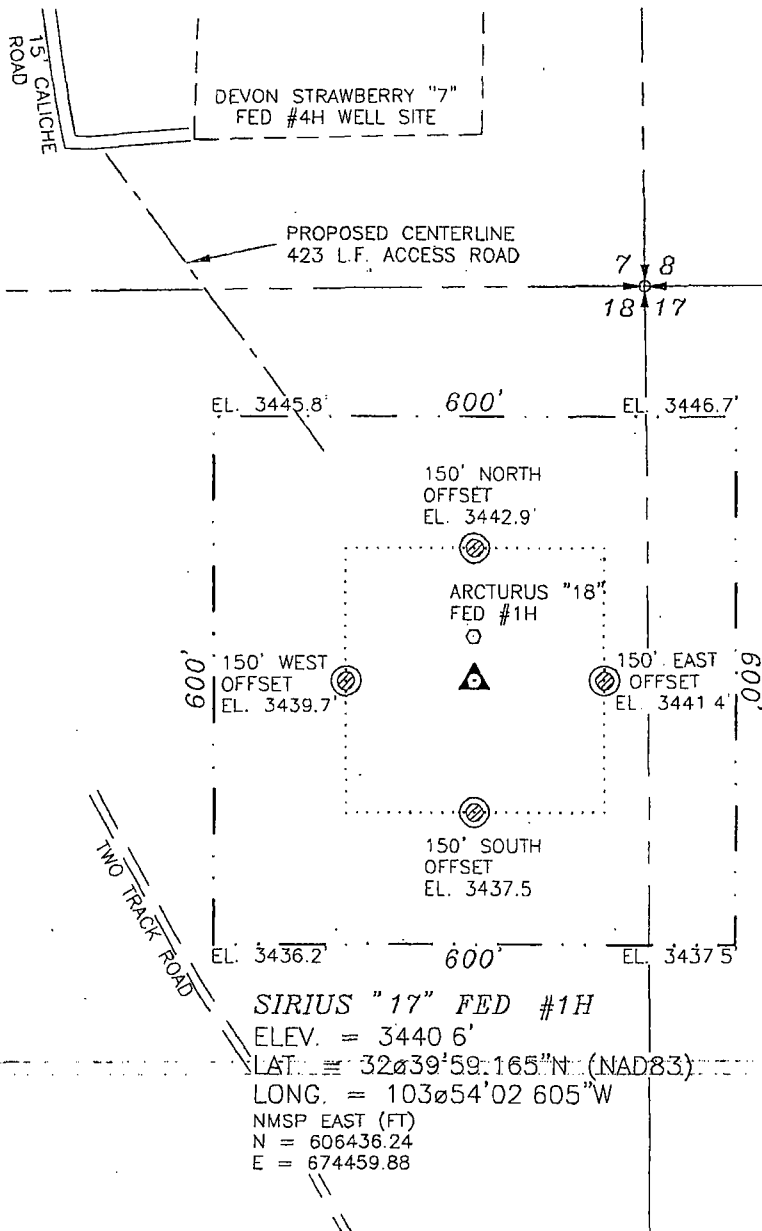 15' CALICHE
ROAD
DEVON STRAWBERRY "7"
FED #4H WELL SITE
PROPOSED CENTERLINE
423 L.F. ACCESS ROAD
7 8
18 17
EL. 3445.8'
600'
EL. 3446.7'
150' NORTH
OFFSET
EL. 3442.9'
ARCTURUS "18"
FED #1H
600'
150' WEST
OFFSET
EL. 3439.7'
150' EAST
OFFSET
EL. 3441 4'
600'
150' SOUTH
OFFSET
EL. 3437.5
TWO TRACK ROAD
EL. 3436.2'
600'
EL. 3437 5'
SIRIUS "17" FED #1H
ELEV. = 3440 6'
LAT = 32ø39'59.165"N (NAD83)
LONG. = 103ø54'02 605"W
NMSP EAST (FT)
N = 606436.24
E = 674459.88